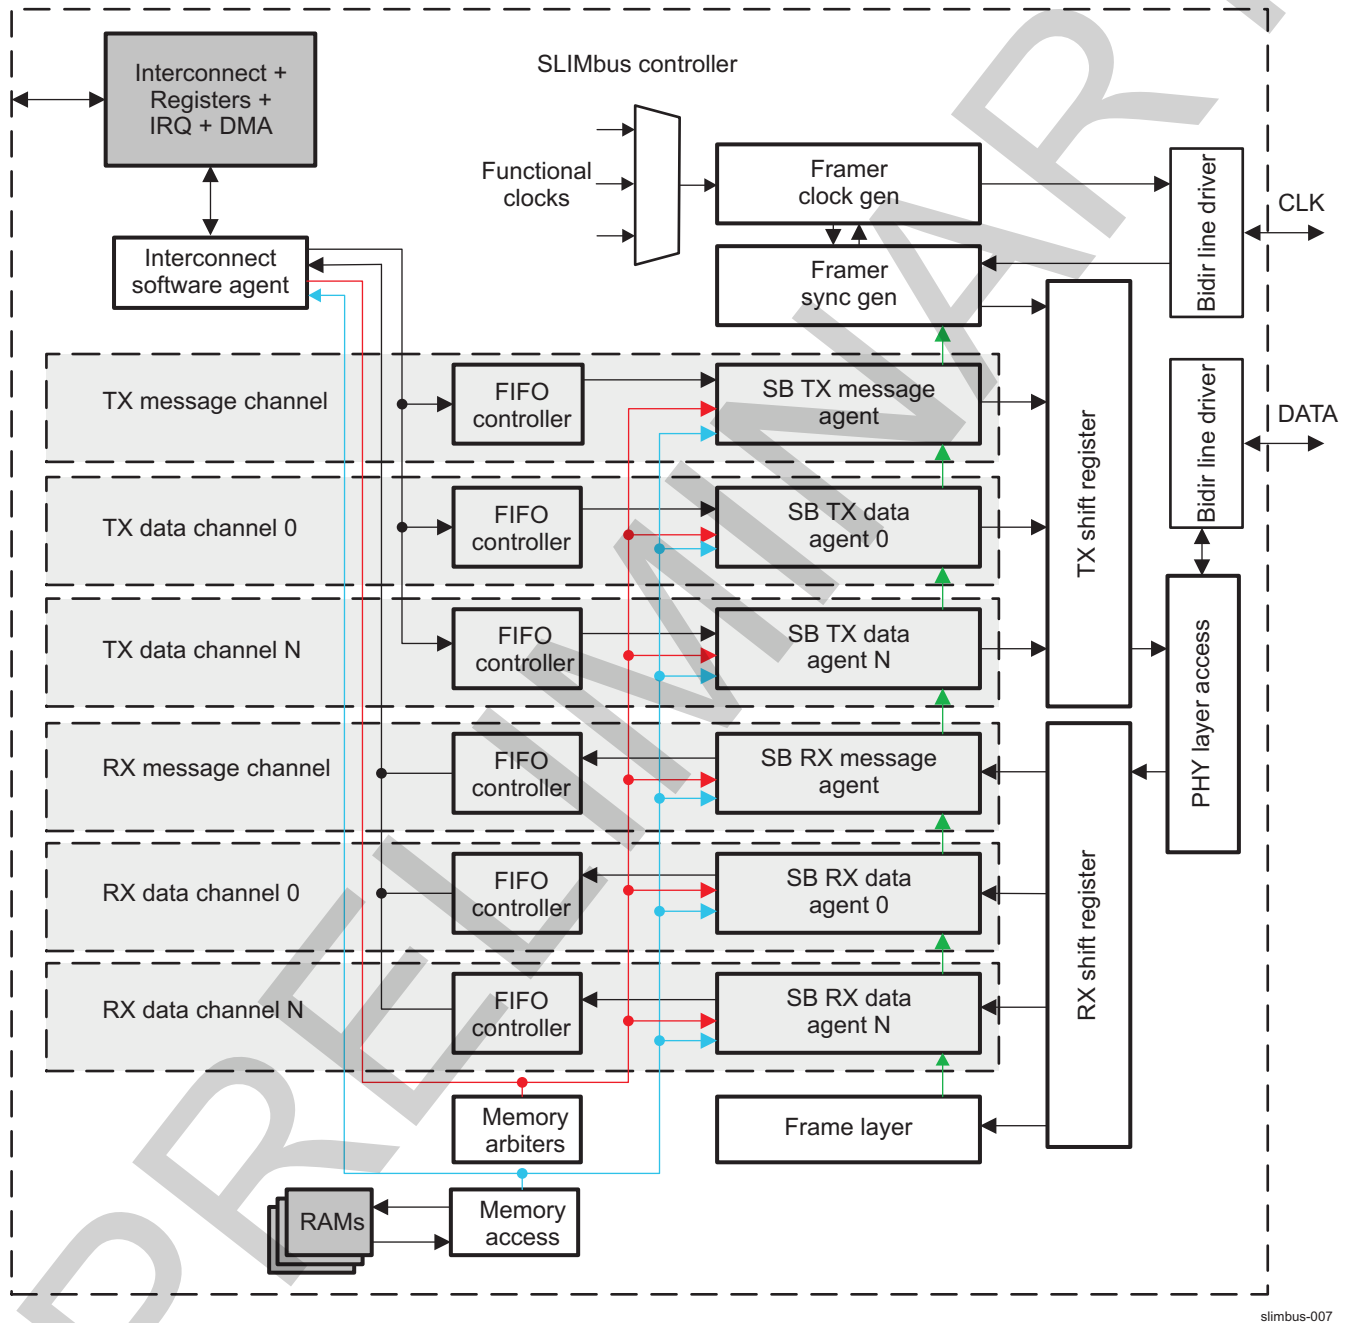 SLIMbus controller
Interconnect +
Registers +
IRQ + DMA
Functional
clocks
Framer
clock gen
Bidir line driver
CLK
Interconnect
software agent
Framer
sync gen
TX message channel
FIFO
controller
SB TX message
agent
TX shift register
Bidir line driver
DATA
TX data channel 0
FIFO
controller
SB TX data
agent 0
TX data channel N
FIFO
controller
SB TX data
agent N
PHY layer access
RX message channel
FIFO
controller
SB RX message
agent
RX shift register
RX data channel 0
FIFO
controller
SB RX data
agent 0
RX data channel N
FIFO
controller
SB RX data
agent N
Memory
arbiters
Frame layer
RAMs
Memory
access
PRELIMINARY
slimbus-007